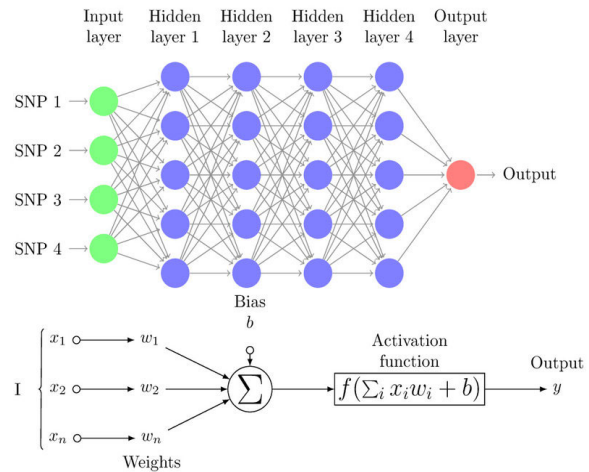 Input layer
Hidden layer 1
Hidden layer 2
Hidden layer 3
Hidden layer 4
Output layer
SNP 1
SNP 2
SNP 3
SNP 4
Output
Bias
b
I
x₁
w₁
x₂
w₂
xₙ
wₙ
Weights
∑
Activation
function
f(∑ᵢ xᵢwᵢ + b)
Output
y